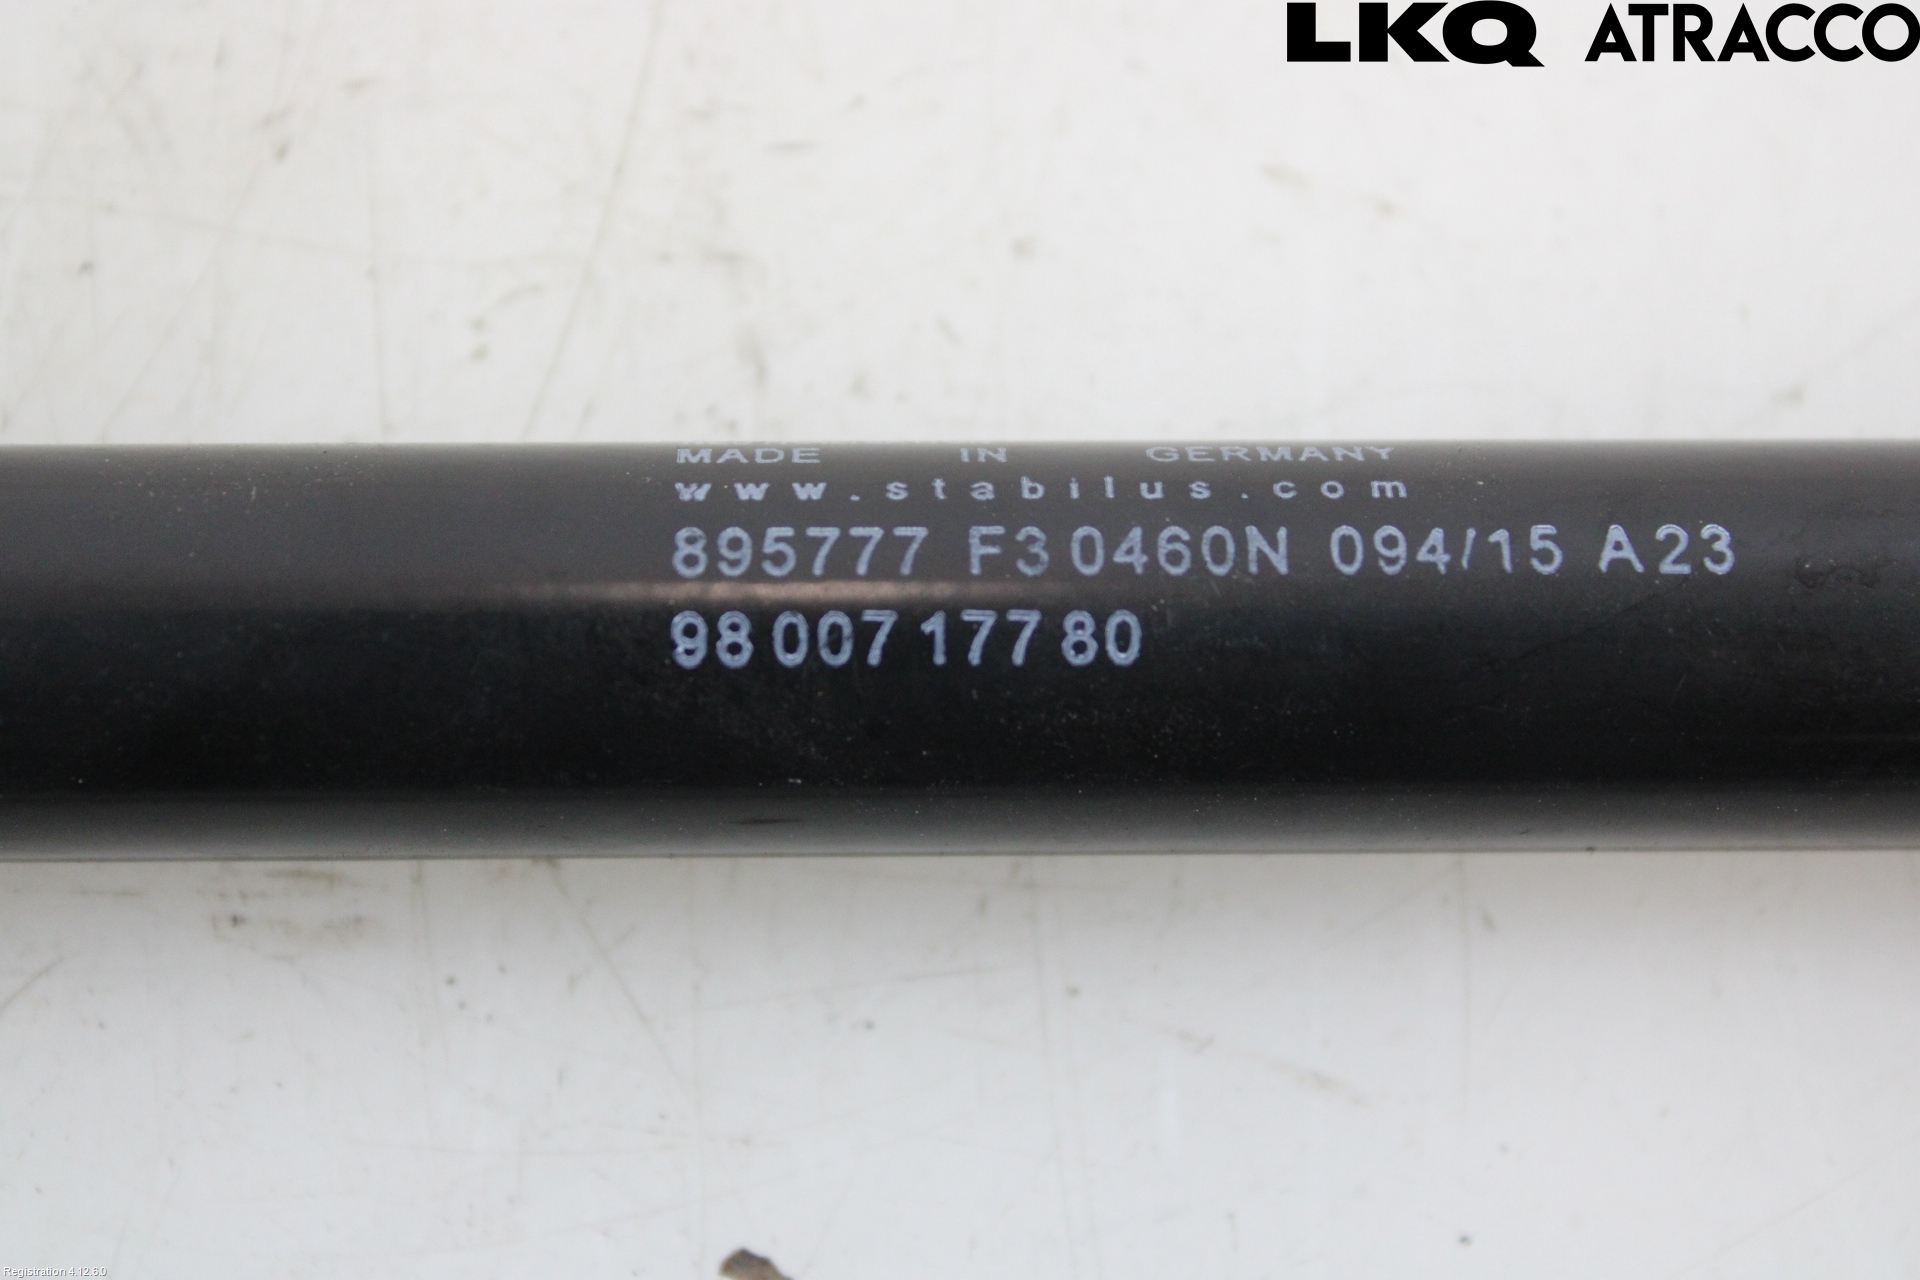 LKQ ATRACCO
MADE IN GERMANY
www.stabilus.com
895777 F3 0460N 094/15 A23
98 007 177 80
Registration 4.12.6.0